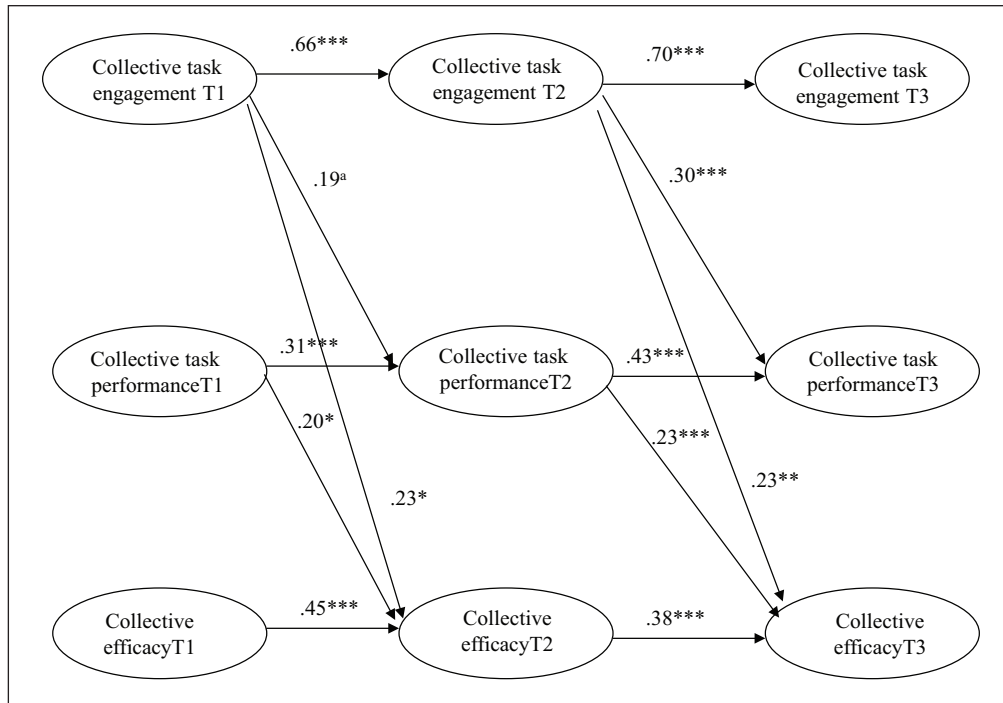 .66***
.70***
Collective task
engagement T1
Collective task
engagement T2
Collective task
engagement T3
.19ᵃ
.30***
.31***
.43***
Collective task
performanceT1
Collective task
performanceT2
Collective task
performanceT3
.20*
.23***
.23*
.23**
.45***
.38***
Collective
efficacyT1
Collective
efficacyT2
Collective
efficacyT3